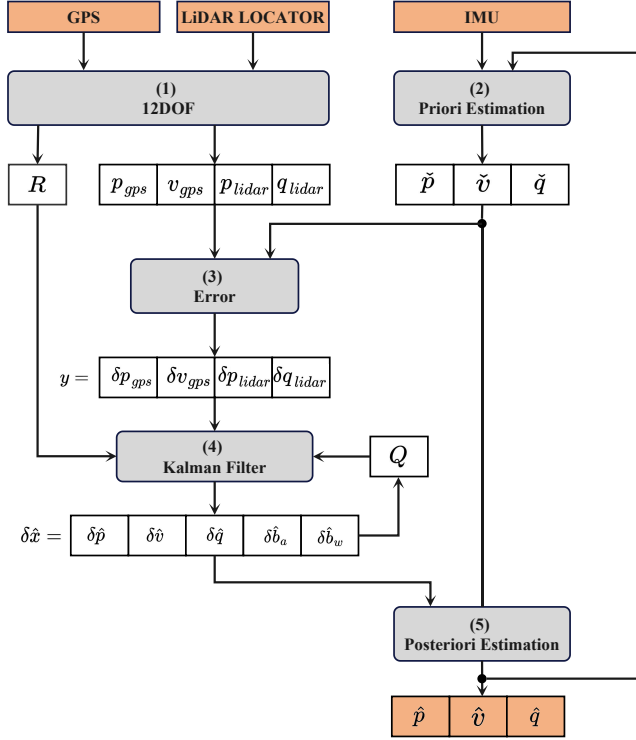 GPS
LiDAR LOCATOR
IMU
(1)
12DOF
(2)
Priori Estimation
R
p_gps v_gps p_lidar q_lidar
p̌ v̌ q̌
(3)
Error
y = δp_gps δv_gps δp_lidar δq_lidar
(4)
Kalman Filter
Q
δx̂ = δp̂ δv̂ δq̂ δb̂_a δb̂_w
(5)
Posteriori Estimation
p̂ v̂ q̂